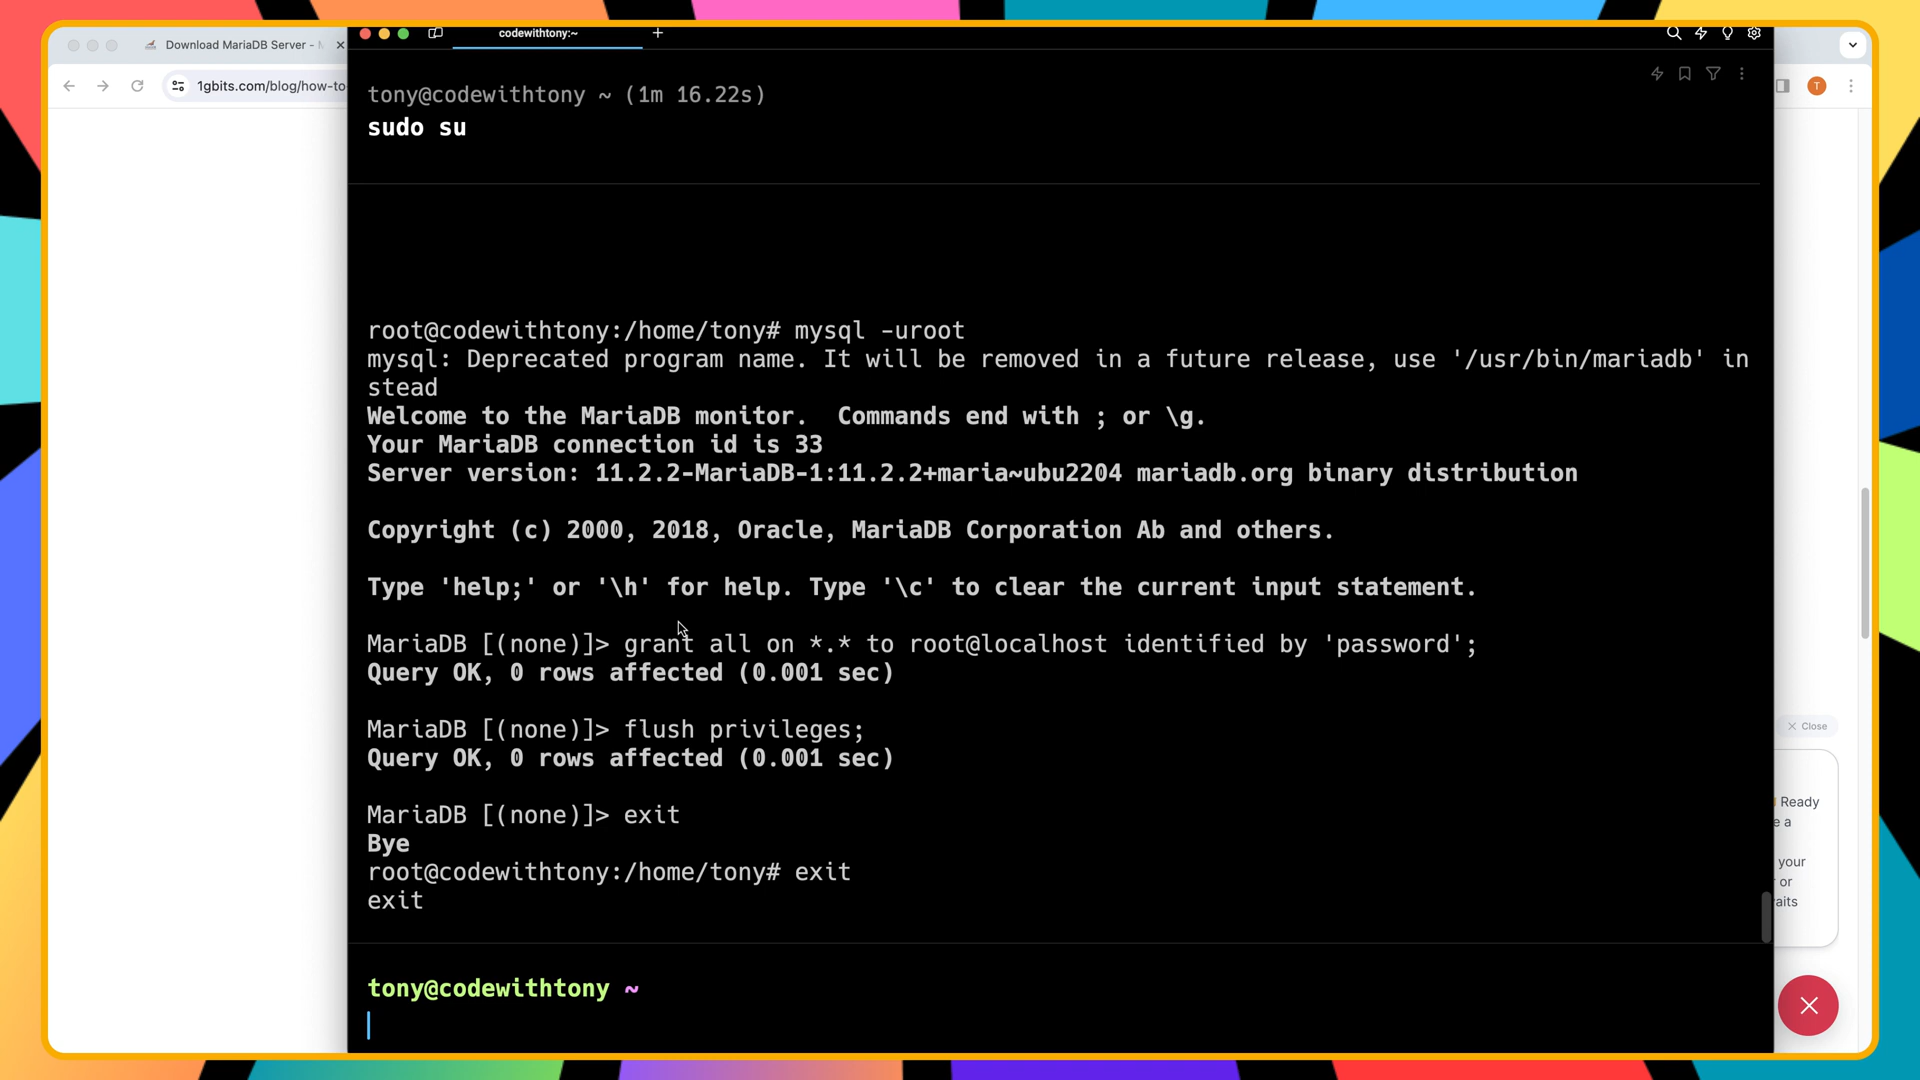 Download MariaDB Server -
codewithtony:~
1gbits.com/blog/how-to
T
tony@codewithtony ~ (1m 16.22s)
sudo su
root@codewithtony:/home/tony# mysql -uroot
mysql: Deprecated program name. It will be removed in a future release, use '/usr/bin/mariadb' in
stead
Welcome to the MariaDB monitor.  Commands end with ; or \g.
Your MariaDB connection id is 33
Server version: 11.2.2-MariaDB-1:11.2.2+maria~ubu2204 mariadb.org binary distribution
Copyright (c) 2000, 2018, Oracle, MariaDB Corporation Ab and others.
Type 'help;' or '\h' for help. Type '\c' to clear the current input statement.
MariaDB [(none)]> grant all on *.* to root@localhost identified by 'password';
Query OK, 0 rows affected (0.001 sec)
MariaDB [(none)]> flush privileges;
Query OK, 0 rows affected (0.001 sec)
MariaDB [(none)]> exit
Bye
root@codewithtony:/home/tony# exit
exit
tony@codewithtony ~
Close
Ready
e a
your
or
aits